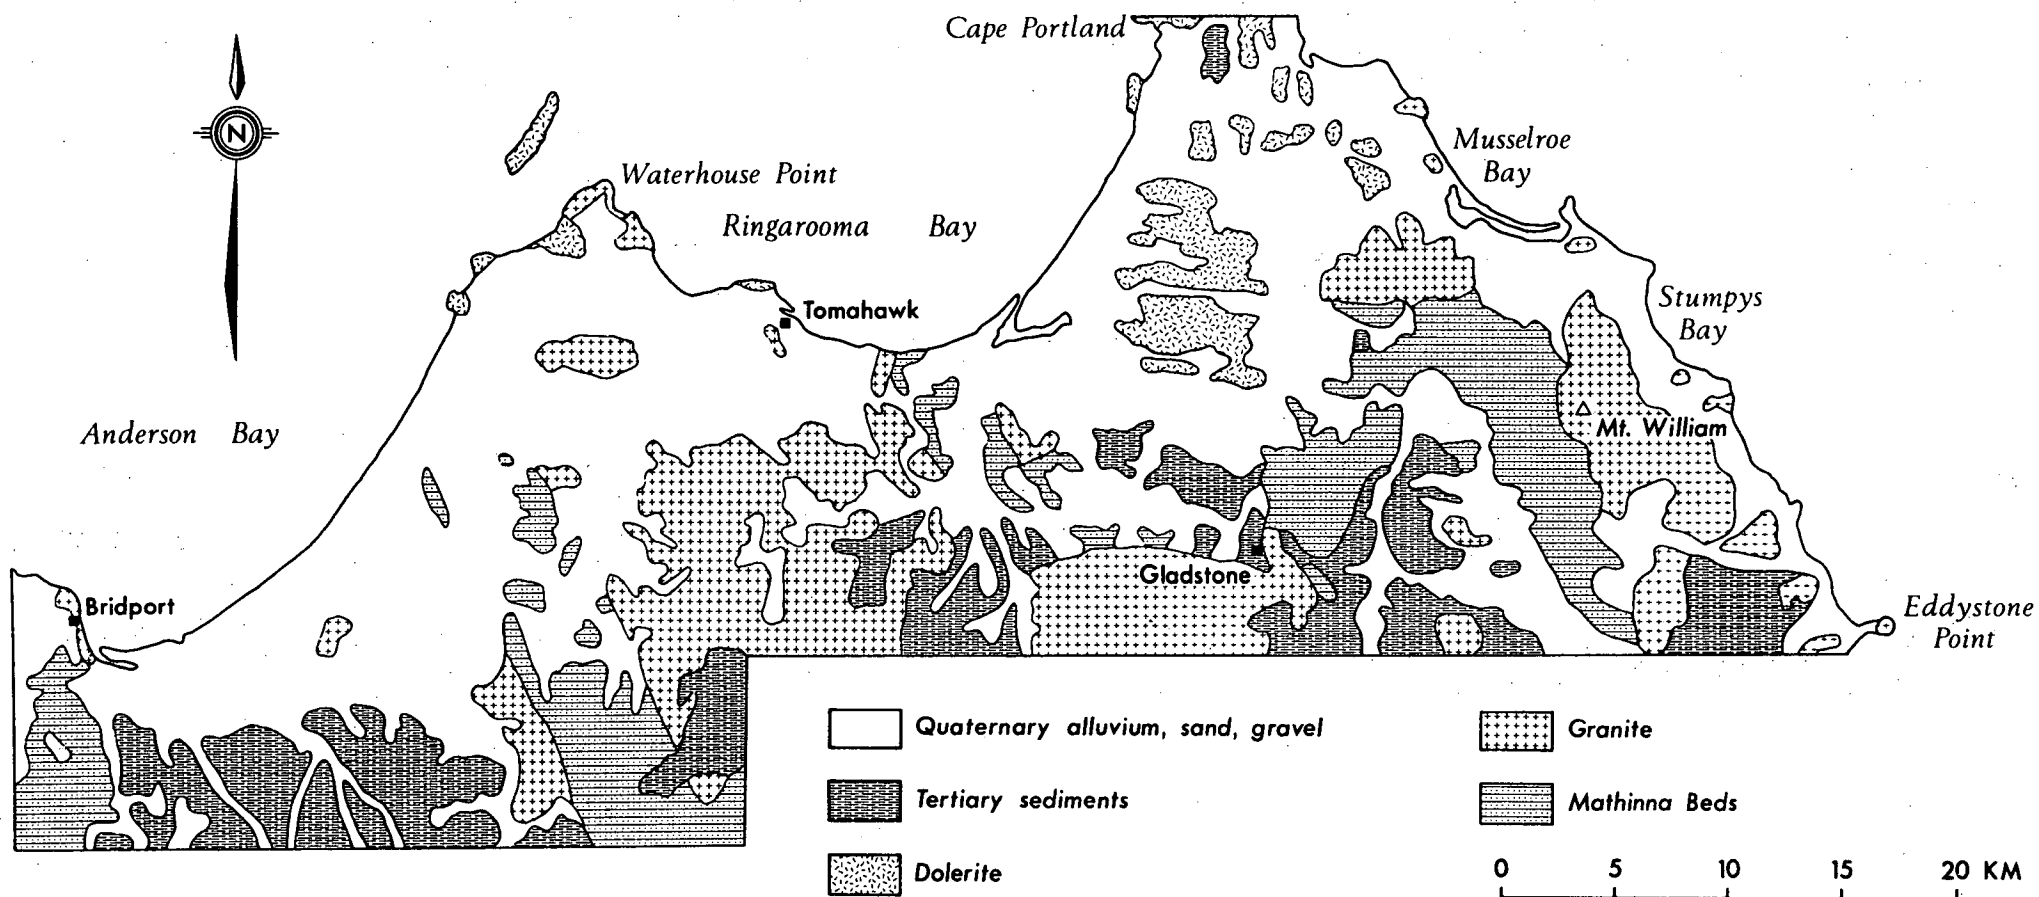 Cape Portland
N
Musselroe
Bay
Waterhouse Point
Ringarooma Bay
Stumpys
Bay
Tomahawk
Anderson Bay
Mt. William
Gladstone
Bridport
Eddystone
Point
Quaternary alluvium, sand, gravel
Granite
Tertiary sediments
Mathinna Beds
Dolerite
0 5 10 15 20 KM